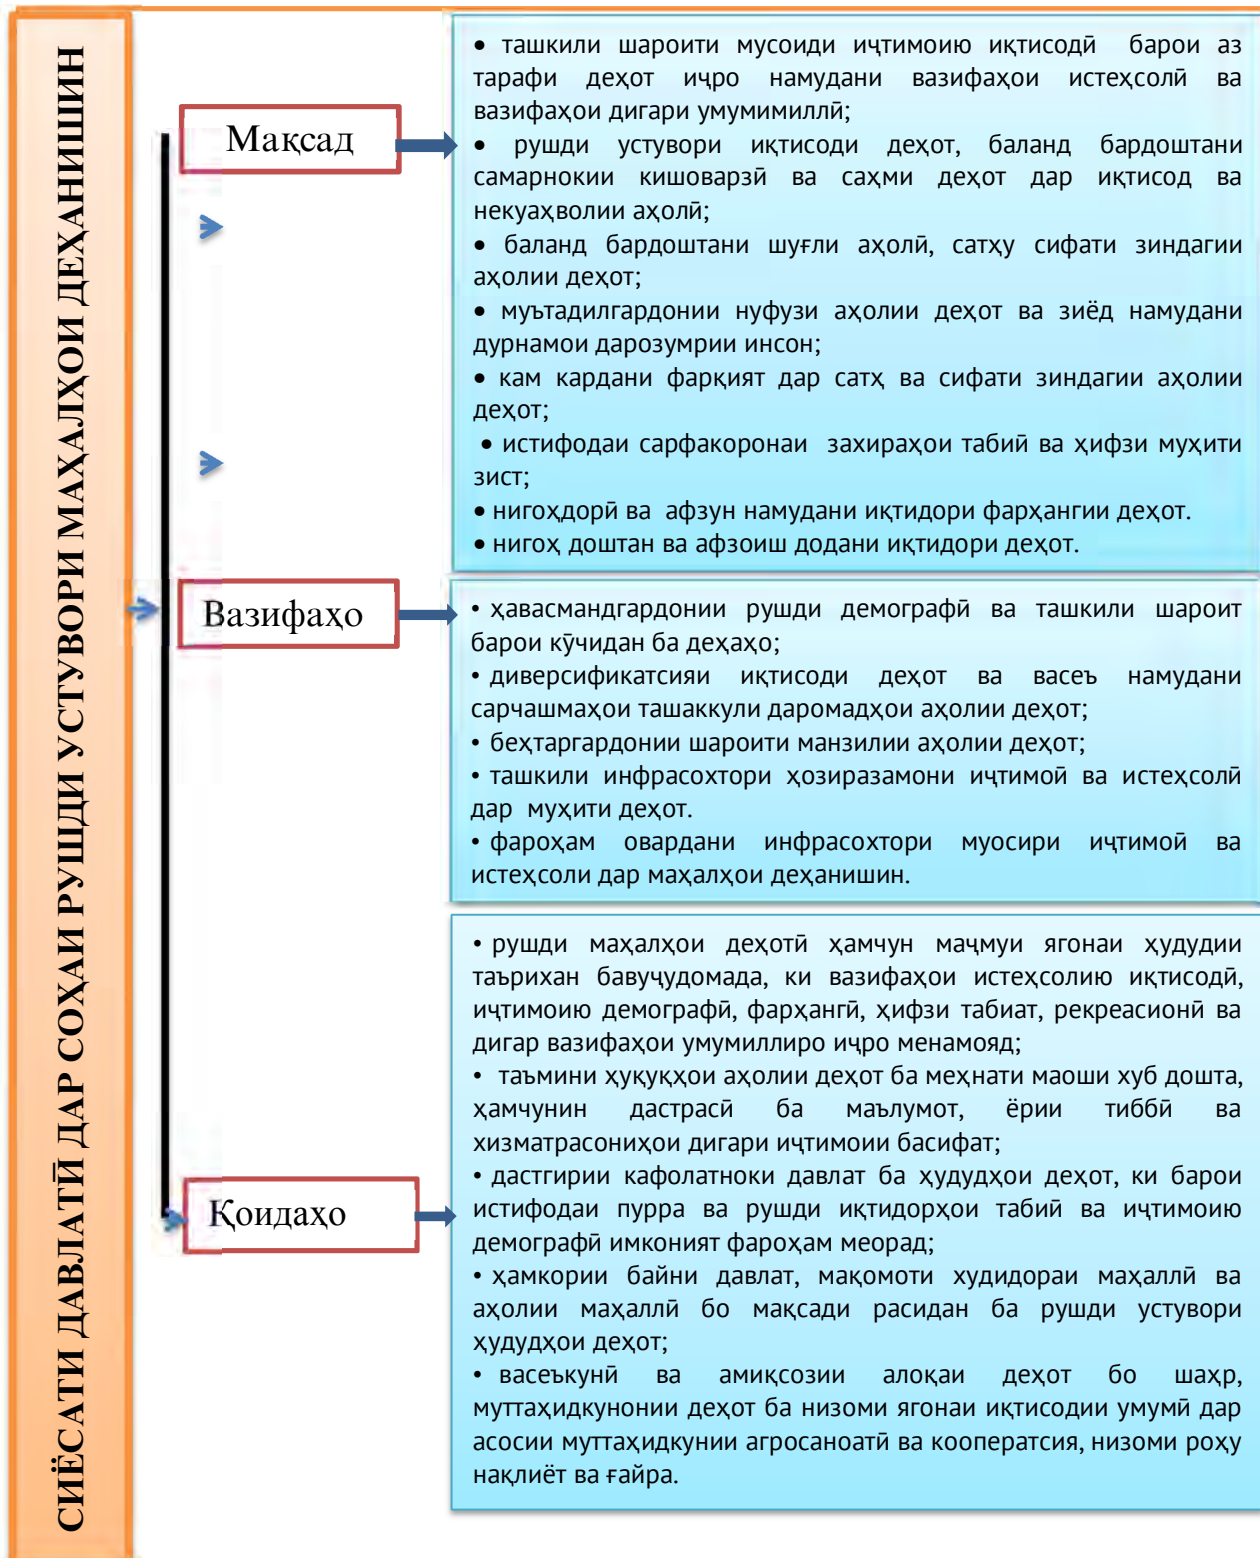 СИЁСАТИ ДАВЛАТӢ ДАР СОҲАИ РУШДИ УСТУВОРИ МАҲАЛҲОИ ДЕҲАНИШИН
Мақсад
• ташкили шароити мусоиди иҷтимоию иқтисодӣ барои аз
тарафи деҳот иҷро намудани вазифаҳои истеҳсолӣ ва
вазифаҳои дигари умумимиллӣ;
• рушди устувори иқтисоди деҳот, баланд бардоштани
самарнокии кишоварзӣ ва саҳми деҳот дар иқтисод ва
некуаҳволии аҳолӣ;
• баланд бардоштани шуғли аҳолӣ, сатҳу сифати зиндагии
аҳолии деҳот;
• муътадилгардонии нуфузи аҳолии деҳот ва зиёд намудани
дурнамои дарозумрии инсон;
• кам кардани фарқият дар сатҳ ва сифати зиндагии аҳолии
деҳот;
• истифодаи сарфакоронаи захираҳои табиӣ ва ҳифзи муҳити
зист;
• нигоҳдорӣ ва афзун намудани иқтидори фарҳангии деҳот.
• нигоҳ доштан ва афзоиш додани иқтидори деҳот.
Вазифаҳо
• ҳавасмандгардонии рушди демографӣ ва ташкили шароит
барои кӯчидан ба деҳаҳо;
• диверсификатсияи иқтисоди деҳот ва васеъ намудани
сарчашмаҳои ташаккули даромадҳои аҳолии деҳот;
• беҳтаргардонии шароити манзилии аҳолии деҳот;
• ташкили инфрасохтори ҳозиразамони иҷтимоӣ ва истеҳсолӣ
дар муҳити деҳот.
• фароҳам овардани инфрасохтори муосири иҷтимоӣ ва
истеҳсоли дар маҳалҳои деҳанишин.
Қоидаҳо
• рушди маҳалҳои деҳотӣ ҳамчун маҷмуи ягонаи ҳудудии
таърихан бавуҷудомада, ки вазифаҳои истеҳсолию иқтисодӣ,
иҷтимоию демографӣ, фарҳангӣ, ҳифзи табиат, рекреасионӣ ва
дигар вазифаҳои умумиллиро иҷро менамояд;
• таъмини ҳуқуқҳои аҳолии деҳот ба меҳнати маоши хуб дошта,
ҳамчунин дастрасӣ ба маълумот, ёрии тиббӣ ва
хизматрасониҳои дигари иҷтимоии басифат;
• дастгирии кафолатноки давлат ба ҳудудҳои деҳот, ки барои
истифодаи пурра ва рушди иқтидорҳои табиӣ ва иҷтимоию
демографӣ имконият фароҳам меорад;
• ҳамкории байни давлат, мақомоти худидораи маҳаллӣ ва
аҳолии маҳаллӣ бо мақсади расидан ба рушди устувори
ҳудудҳои деҳот;
• васеъкунӣ ва амиқсозии алоқаи деҳот бо шаҳр,
муттаҳидкунонии деҳот ба низоми ягонаи иқтисодии умумӣ дар
асосии муттаҳидкунии агросаноатӣ ва кооператсия, низоми роҳу
нақлиёт ва ғайра.